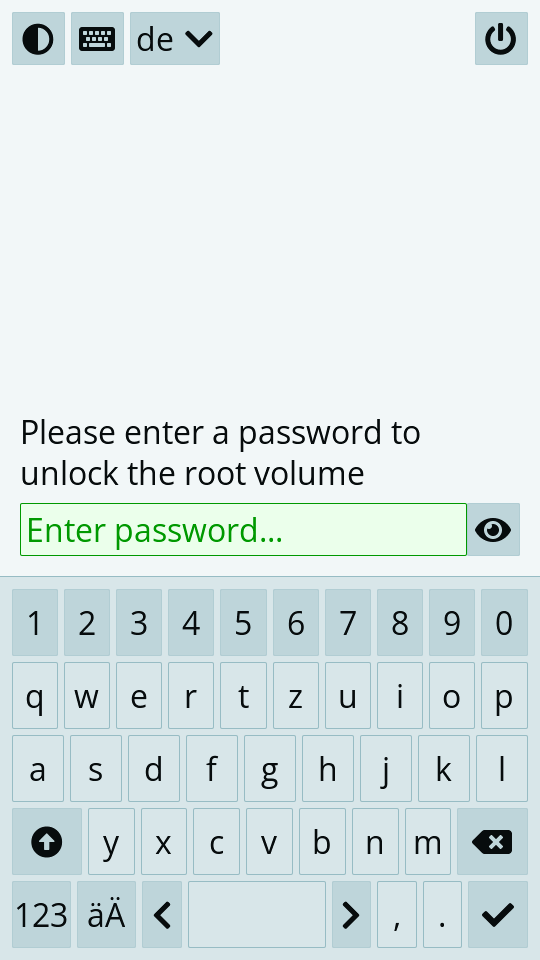 de
Please enter a password to
unlock the root volume
Enter password...
1 2 3 4 5 6 7 8 9 0
q w e r t z u i o p
a s d f g h j k l
y x c v b n m
123 äÄ , .